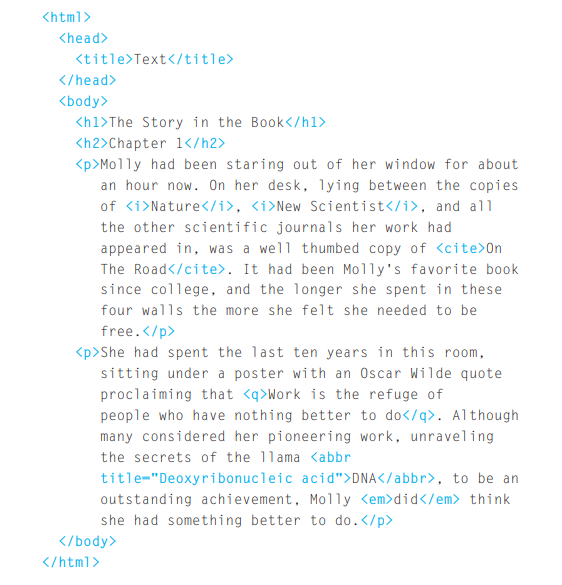 <html>
<head>
<title>Text</title>
</head>
<body>
<h1>The Story in the Book</h1>
<h2>Chapter 1</h2>
<p>Molly had been staring out of her window for about
an hour now. On her desk, lying between the copies
of <i>Nature</i>, <i>New Scientist</i>, and all
the other scientific journals her work had
appeared in, was a well thumbed copy of <cite>On
The Road</cite>. It had been Molly's favorite book
since college, and the longer she spent in these
four walls the more she felt she needed to be
free.</p>
<p>She had spent the last ten years in this room,
sitting under a poster with an Oscar Wilde quote
proclaiming that <q>Work is the refuge of
people who have nothing better to do</q>. Although
many considered her pioneering work, unraveling
the secrets of the llama <abbr
title="Deoxyribonucleic acid">DNA</abbr>, to be an
outstanding achievement, Molly <em>did</em> think
she had something better to do.</p>
</body>
</html>